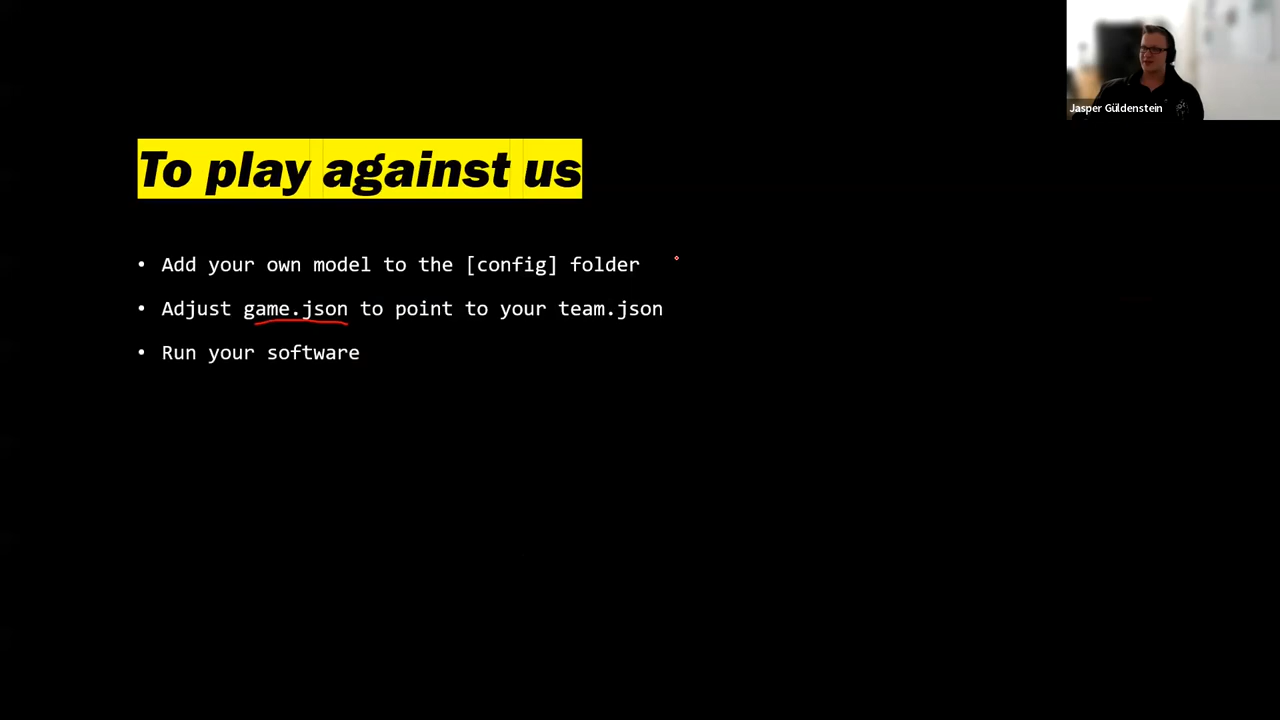 Jasper Güldenstein
To play against us
• Add your own model to the [config] folder
• Adjust game.json to point to your team.json
• Run your software